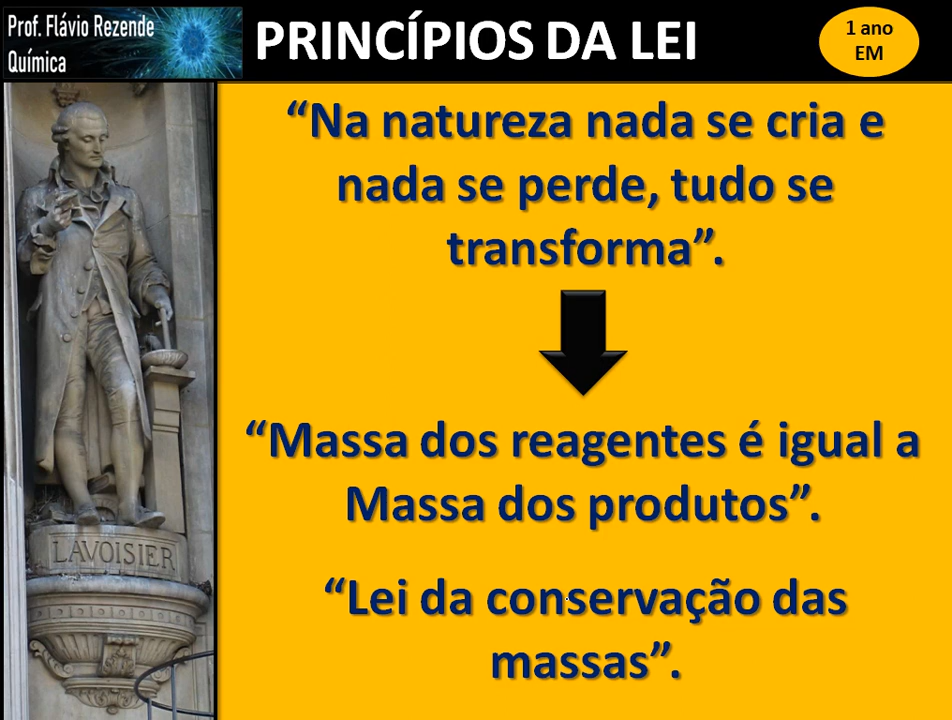 Prof. Flávio Rezende
Química
PRINCÍPIOS DA LEI
1 ano
EM
“Na natureza nada se cria e
nada se perde, tudo se
transforma”.
“Massa dos reagentes é igual a
Massa dos produtos”.
“Lei da conservação das
massas”.
LAVOISIER